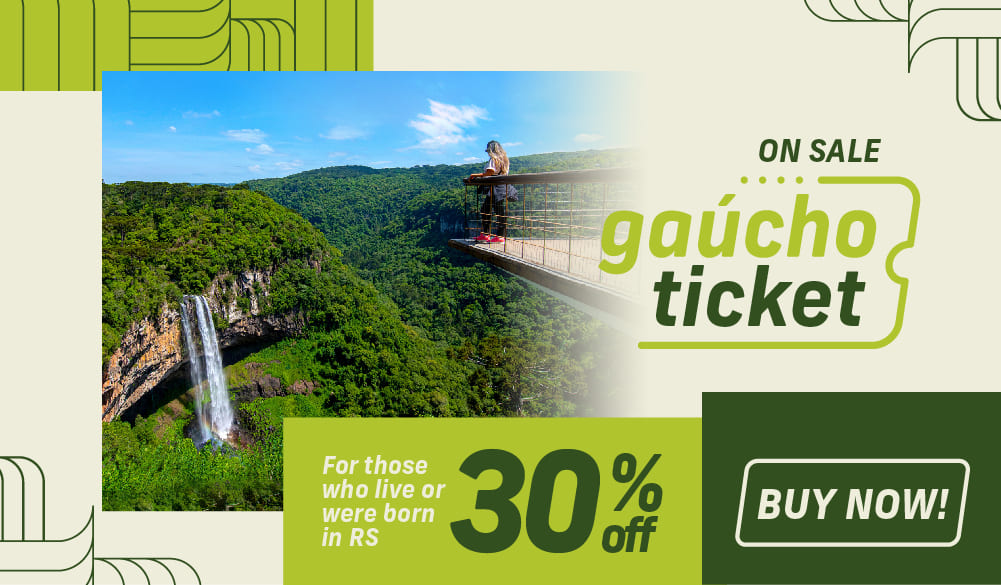 ON SALE
gaúcho
ticket
For those
who live or
were born
in RS
30%
off
BUY NOW!